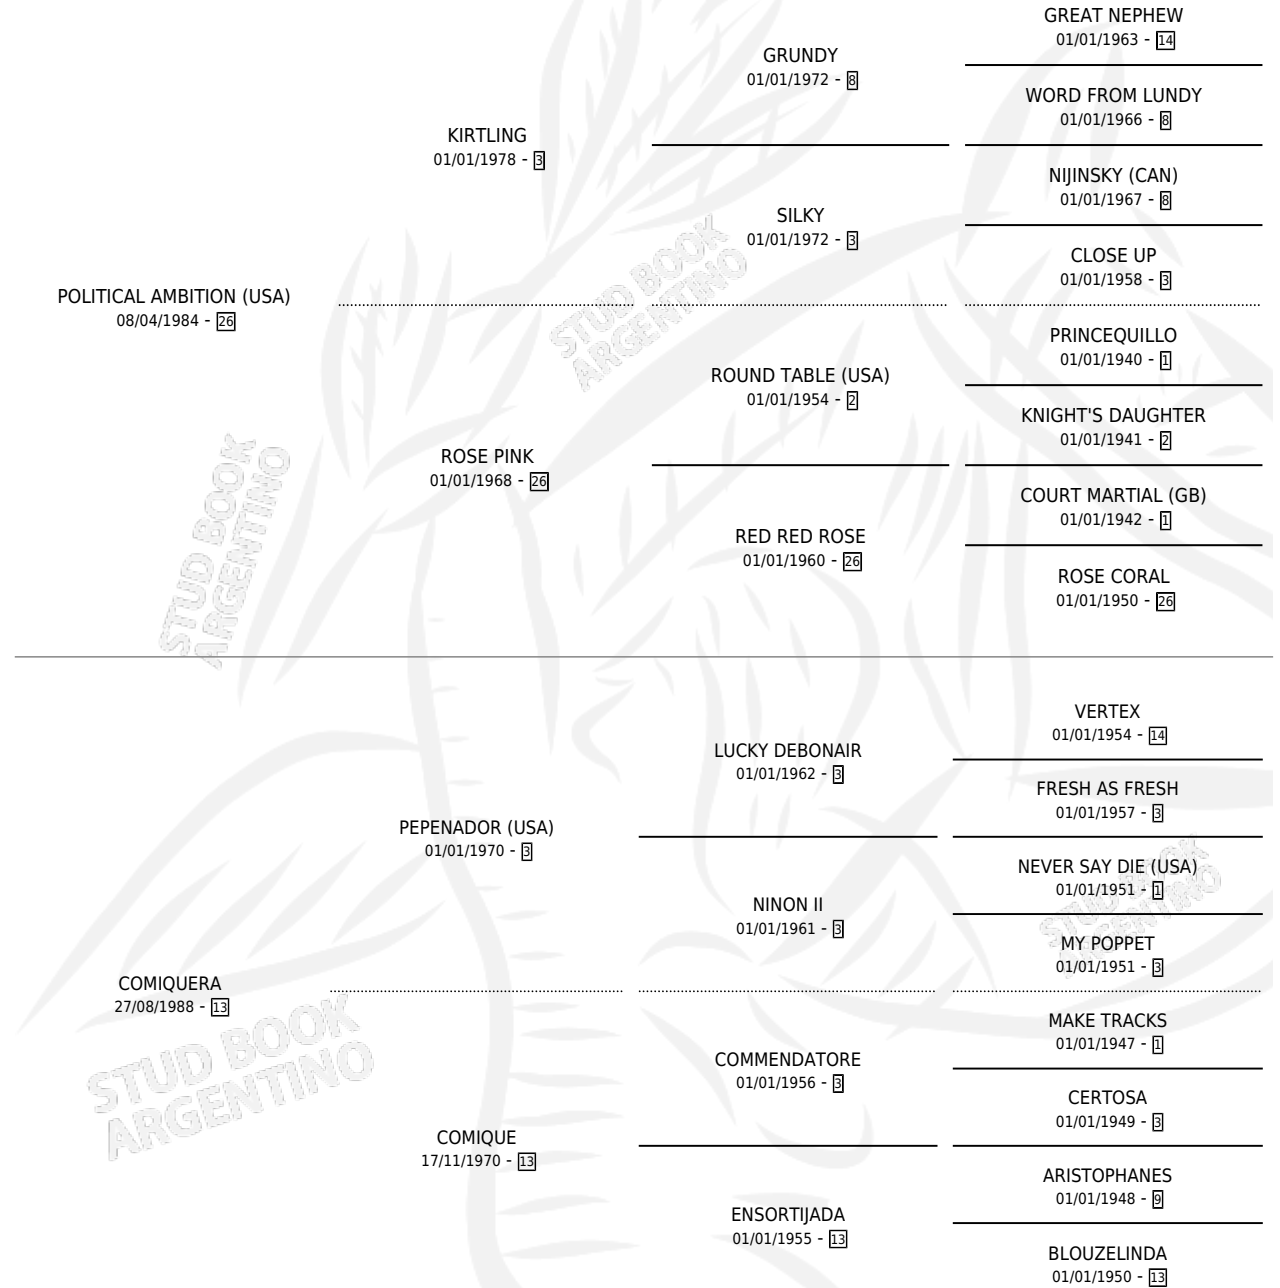 GREAT NEPHEW
01/01/1963 - 14
GRUNDY
01/01/1972 - 8
WORD FROM LUNDY
01/01/1966 - 8
KIRTLING
01/01/1978 - 3
NIJINSKY (CAN)
01/01/1967 - 8
SILKY
01/01/1972 - 3
CLOSE UP
01/01/1958 - 3
POLITICAL AMBITION (USA)
08/04/1984 - 26
PRINCEQUILLO
01/01/1940 - 1
ROUND TABLE (USA)
01/01/1954 - 2
KNIGHT'S DAUGHTER
01/01/1941 - 2
ROSE PINK
01/01/1968 - 26
COURT MARTIAL (GB)
01/01/1942 - 1
RED RED ROSE
01/01/1960 - 26
ROSE CORAL
01/01/1950 - 26
VERTEX
01/01/1954 - 14
LUCKY DEBONAIR
01/01/1962 - 3
FRESH AS FRESH
01/01/1957 - 3
PEPENADOR (USA)
01/01/1970 - 3
NEVER SAY DIE (USA)
01/01/1951 - 1
NINON II
01/01/1961 - 3
MY POPPET
01/01/1951 - 3
COMIQUERA
27/08/1988 - 13
MAKE TRACKS
01/01/1947 - 1
COMMENDATORE
01/01/1956 - 3
CERTOSA
01/01/1949 - 3
COMIQUE
17/11/1970 - 13
ARISTOPHANES
01/01/1948 - 9
ENSORTIJADA
01/01/1955 - 13
BLOUZELINDA
01/01/1950 - 13
STUD BOOK
ARGENTINO
STUD BOOK
ARGENTINO
STUD BOOK
ARGENTINO
STUD BOOK
ARGENTINO